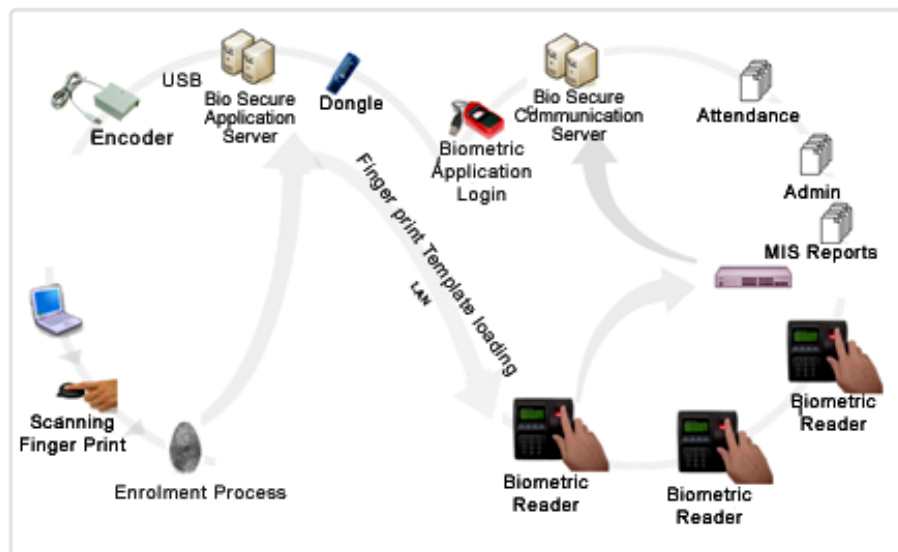 USB
Encoder
Bio Secure
Application
Server
Dongle
Bio Secure
Communication
Server
Biometric
Application
Login
Attendance
Admin
MIS Reports
Finger print Template loading
LAN
Scanning
Finger Print
Enrolment Process
Biometric
Reader
Biometric
Reader
Biometric
Reader